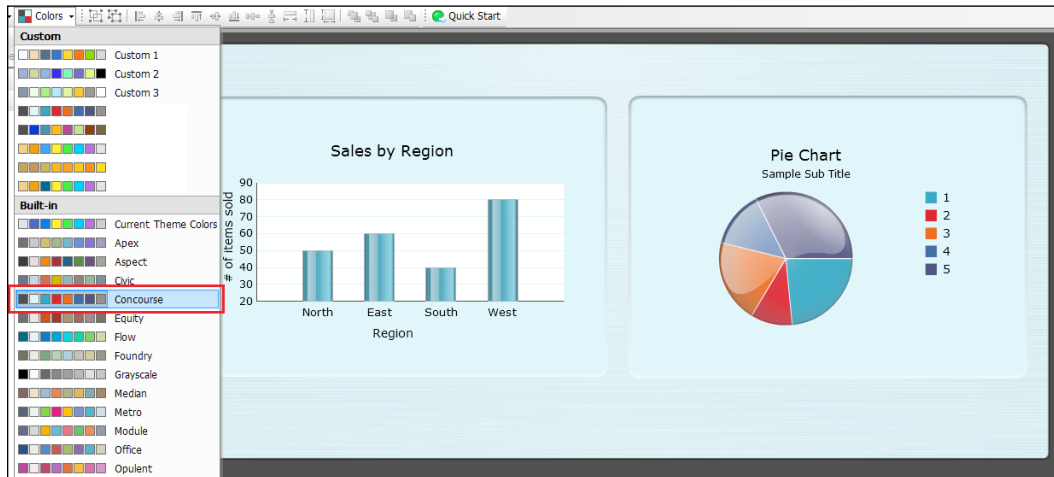 Colors
Quick Start
Custom
Custom 1
Custom 2
Custom 3
Built-in
Current Theme Colors
Apex
Aspect
Civic
Concourse
Equity
Flow
Foundry
Grayscale
Median
Metro
Module
Office
Opulent
Sales by Region
# of items sold
90
80
70
60
50
40
30
20
North East South West
Region
Pie Chart
Sample Sub Title
1
2
3
4
5